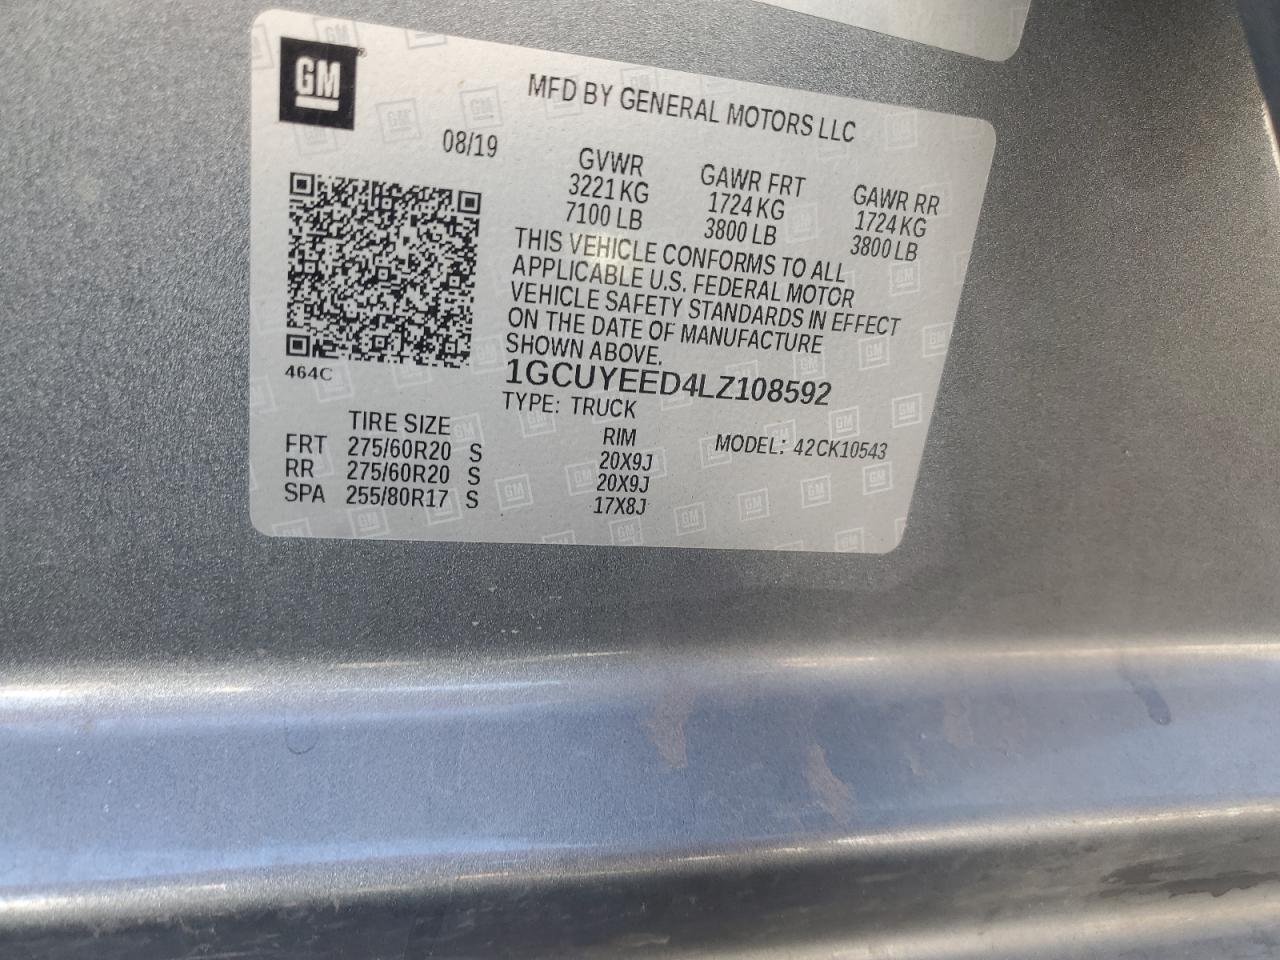 GM
MFD BY GENERAL MOTORS LLC
08/19
GVWR GAWR FRT GAWR RR
3221 KG 1724 KG 1724 KG
7100 LB 3800 LB 3800 LB
THIS VEHICLE CONFORMS TO ALL
APPLICABLE U.S. FEDERAL MOTOR
VEHICLE SAFETY STANDARDS IN EFFECT
ON THE DATE OF MANUFACTURE
SHOWN ABOVE.
464C
1GCUYEED4LZ108592
TYPE: TRUCK
TIRE SIZE RIM MODEL: 42CK10543
FRT 275/60R20 S 20X9J
RR 275/60R20 S 20X9J
SPA 255/80R17 S 17X8J